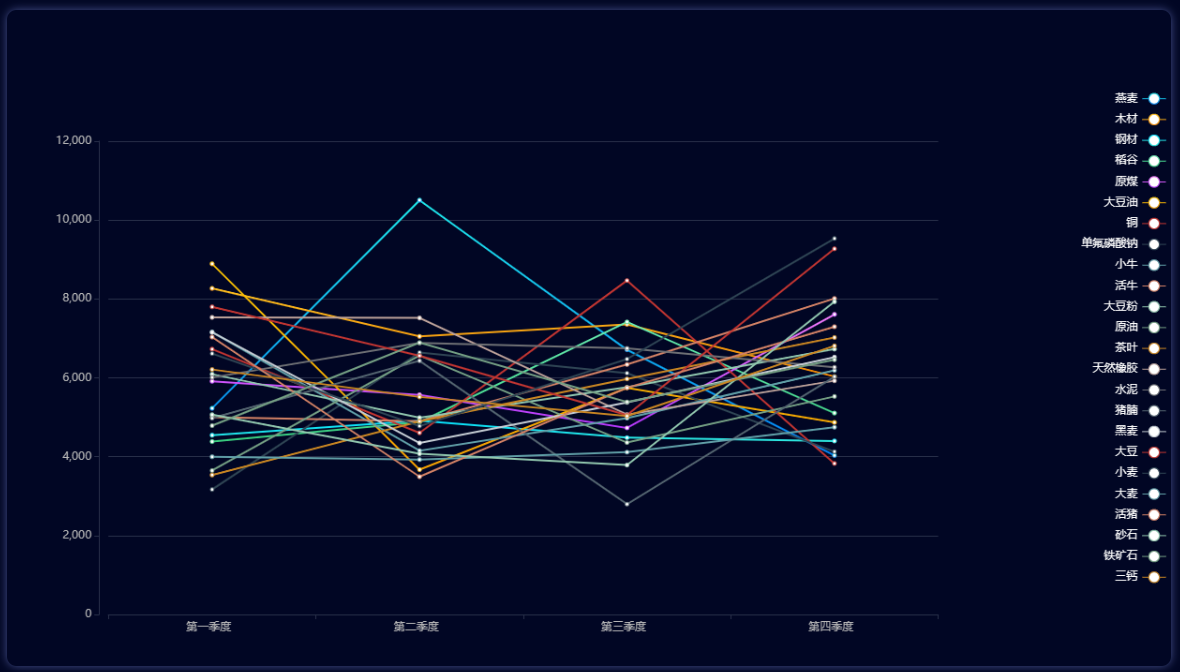 12,000
10,000
8,000
6,000
4,000
2,000
0
第一季度
第二季度
第三季度
第四季度
燕麦
木材
钢材
稻谷
原煤
大豆油
铜
单氟磷酸钠
小牛
活牛
大豆粉
原油
茶叶
天然橡胶
水泥
猪腩
黑麦
大豆
小麦
大麦
活猪
砂石
铁矿石
三钙